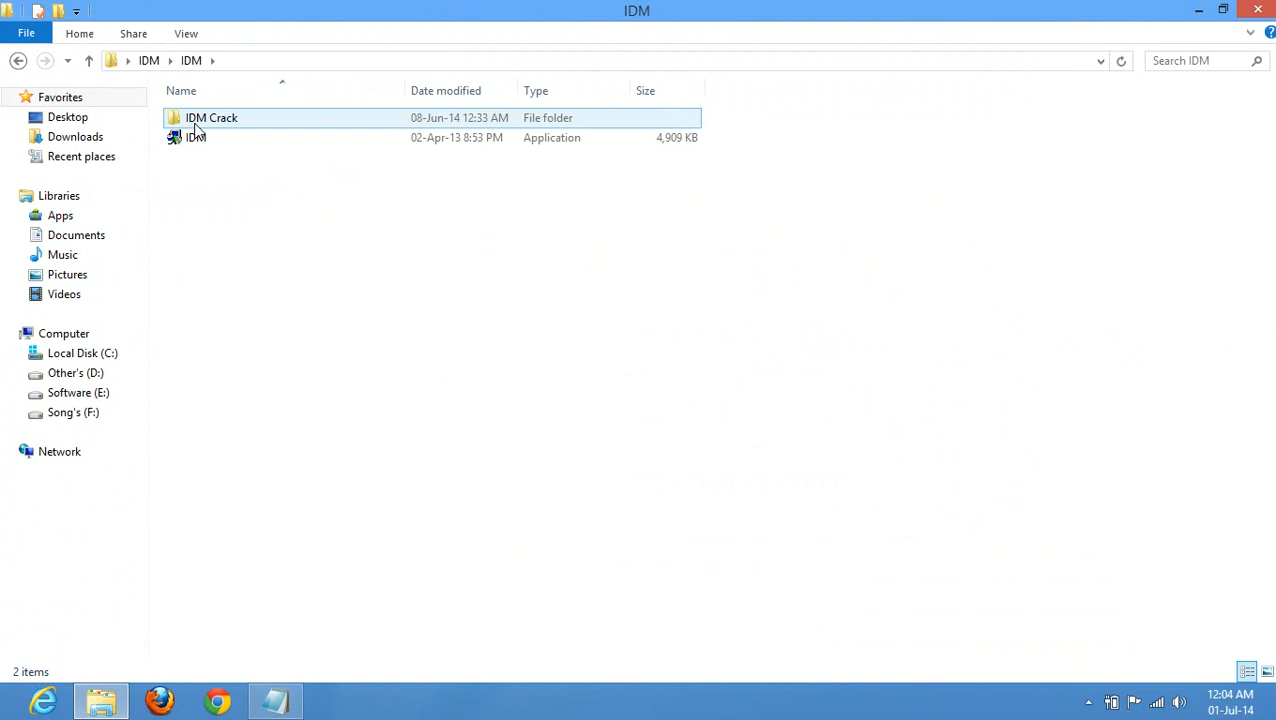 IDM
File Home Share View
IDM IDM Search IDM
Name Date modified Type Size
Favorites
Desktop
Downloads
Recent places
Libraries
Apps
Documents
Music
Pictures
Videos
Computer
Local Disk (C:)
Other's (D:)
Software (E:)
Song's (F:)
Network
IDM Crack 08-Jun-14 12:33 AM File folder
IDM 02-Apr-13 8:53 PM Application 4,909 KB
2 items
12:04 AM
01-Jul-14